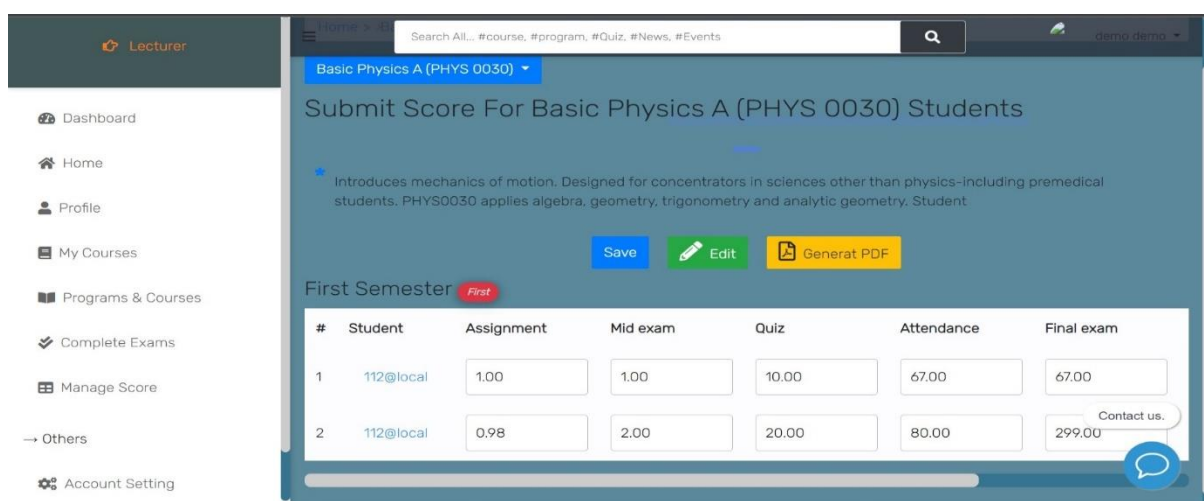 Lecturer
Dashboard
Home
Profile
My Courses
Programs & Courses
Complete Exams
Manage Score
→ Others
Account Setting
Home >
Search All... #course, #program, #Quiz, #News, #Events
demo demo
Basic Physics A (PHYS 0030)
Submit Score For Basic Physics A (PHYS 0030) Students
* Introduces mechanics of motion. Designed for concentrators in sciences other than physics-including premedical
students. PHYS0030 applies algebra, geometry, trigonometry and analytic geometry. Student
Save Edit Generat PDF
First Semester First
# Student Assignment Mid exam Quiz Attendance Final exam
1 112@local 1.00 1.00 10.00 67.00 67.00
2 112@local 0.98 2.00 20.00 80.00 299.00
Contact us.